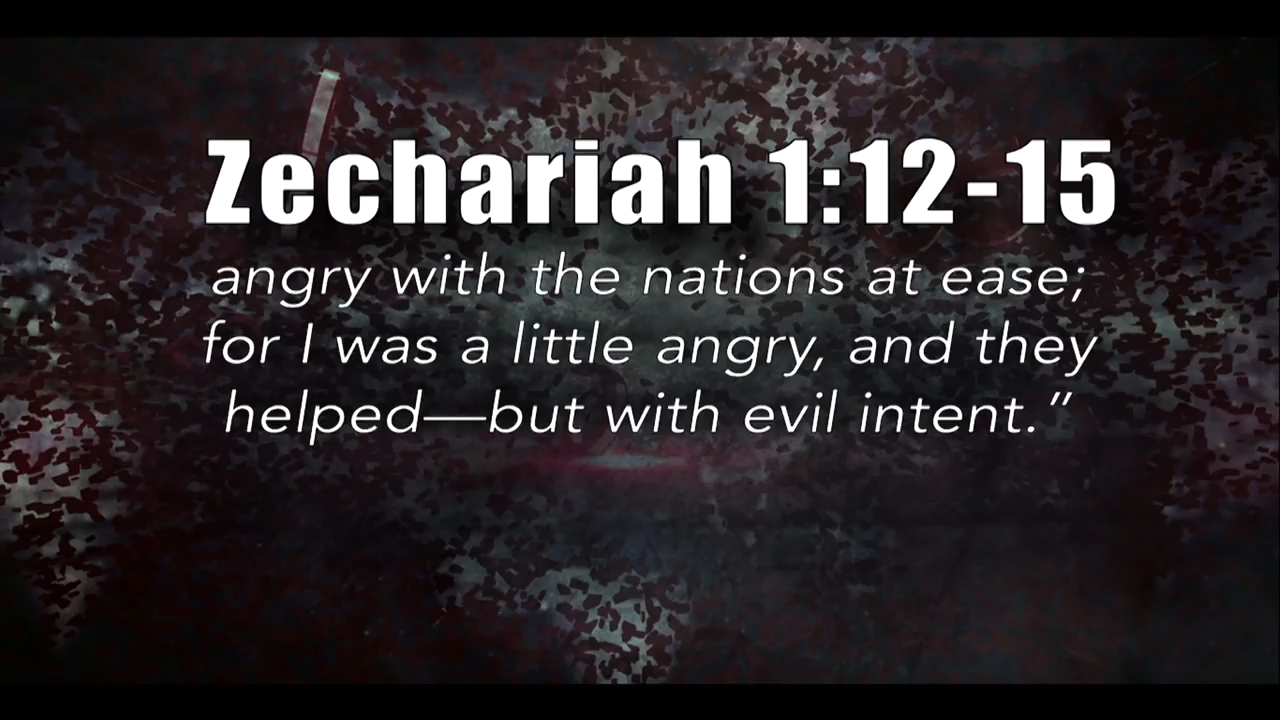 Zechariah 1:12-15
angry with the nations at ease;
for I was a little angry, and they
helped—but with evil intent.”